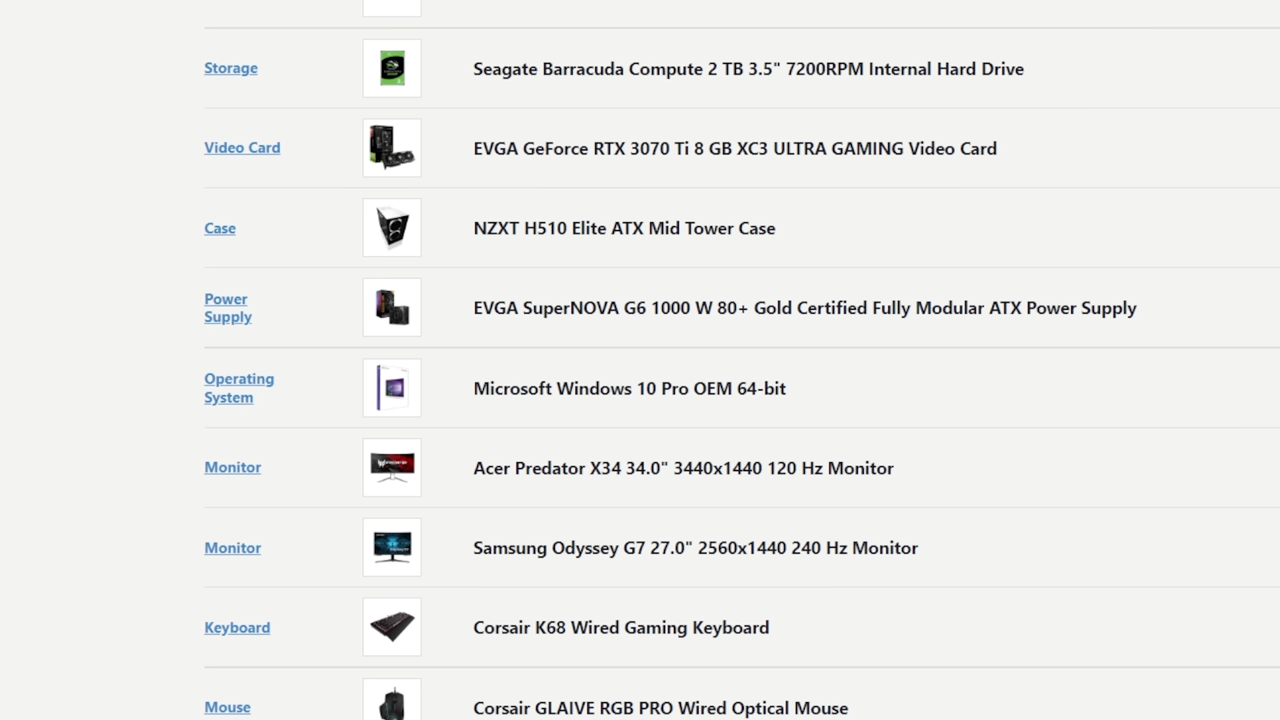 Storage
Seagate Barracuda Compute 2 TB 3.5" 7200RPM Internal Hard Drive
Video Card
EVGA GeForce RTX 3070 Ti 8 GB XC3 ULTRA GAMING Video Card
Case
NZXT H510 Elite ATX Mid Tower Case
Power
Supply
EVGA SuperNOVA G6 1000 W 80+ Gold Certified Fully Modular ATX Power Supply
Operating
System
Microsoft Windows 10 Pro OEM 64-bit
Monitor
Acer Predator X34 34.0" 3440x1440 120 Hz Monitor
Monitor
Samsung Odyssey G7 27.0" 2560x1440 240 Hz Monitor
Keyboard
Corsair K68 Wired Gaming Keyboard
Mouse
Corsair GLAIVE RGB PRO Wired Optical Mouse